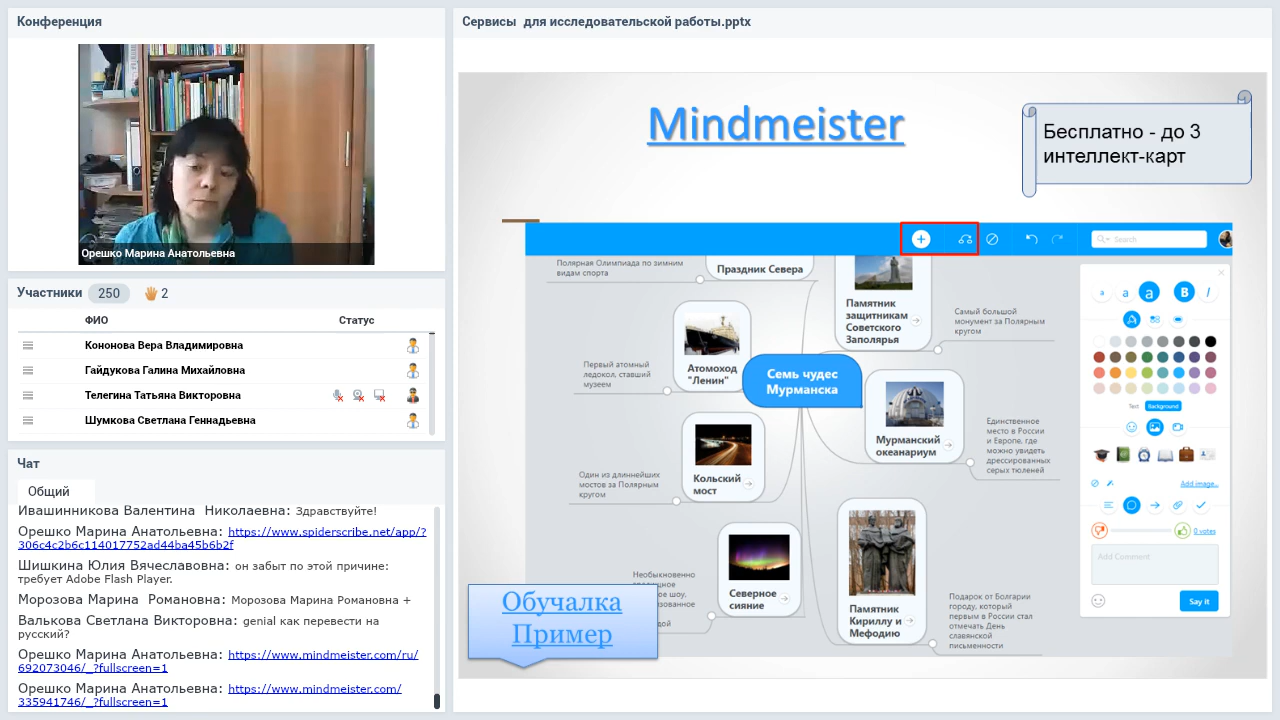 Конференция
Орешко Марина Анатольевна
Участники 250 2
ФИО Статус
Кононова Вера Владимировна
Гайдукова Галина Михайловна
Телегина Татьяна Викторовна
Шумкова Светлана Геннадьевна
Чат
Общий
Ивашинникова Валентина Николаевна: Здравствуйте!
Орешко Марина Анатольевна: https://www.spiderscribe.net/app/?
306c4c2b6c114017752ad44ba45b6b2f
Шишкина Юлия Вячеславовна: он забыт по этой причине:
требует Adobe Flash Player.
Морозова Марина Романовна: Морозова Марина Романовна +
Валькова Светлана Викторовна: genial как перевести на
русский?
Орешко Марина Анатольевна: https://www.mindmeister.com/ru/
692073046/_?fullscreen=1
Орешко Марина Анатольевна: https://www.mindmeister.com/
335941746/_?fullscreen=1
Сервисы для исследовательской работы.pptx
Mindmeister
Бесплатно - до 3
интеллект-карт
Search
Полярная Олимпиада по зимним
видам спорта
Праздник Севера
Памятник
защитникам
Советского
Заполярья
Самый большой
монумент за Полярным
кругом
Первый атомный
ледокол, ставший
музеем
Атомоход
"Ленин"
Семь чудес
Мурманска
Мурманский
океанариум
Единственное
место в России
и Европе, где
можно увидеть
дрессированных
серых тюленей
Один из длиннейших
мостов за Полярным
кругом
Кольский
мост
Необыкновенно
Северное
сияние
Памятник
Кириллу и
Мефодию
Подарок от Болгарии
городу, который
первым в России стал
отмечать День
славянской
письменности
Обучалка
Пример
a a a B I
Text Background
Add image...
0 votes
Add Comment
Say it